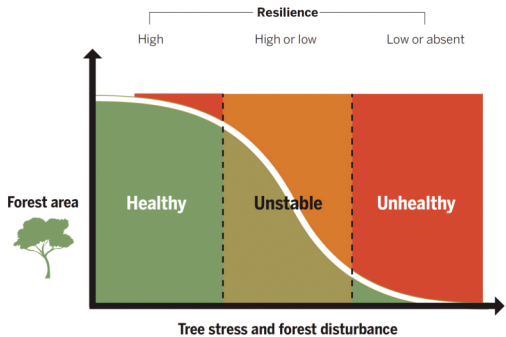 Resilience
High
High or low
Low or absent
Forest area
Healthy
Unstable
Unhealthy
Tree stress and forest disturbance